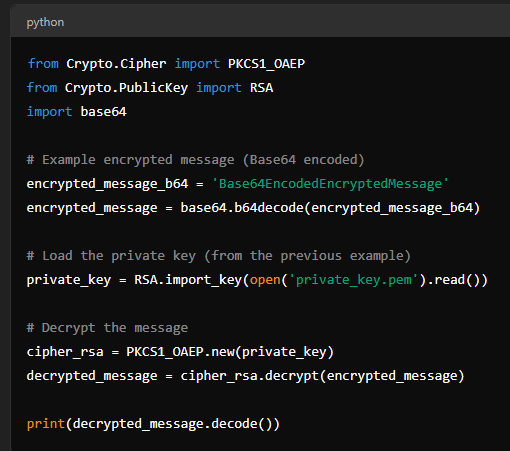 python
from Crypto.Cipher import PKCS1_OAEP
from Crypto.PublicKey import RSA
import base64
# Example encrypted message (Base64 encoded)
encrypted_message_b64 = 'Base64EncodedEncryptedMessage'
encrypted_message = base64.b64decode(encrypted_message_b64)
# Load the private key (from the previous example)
private_key = RSA.import_key(open('private_key.pem').read())
# Decrypt the message
cipher_rsa = PKCS1_OAEP.new(private_key)
decrypted_message = cipher_rsa.decrypt(encrypted_message)
print(decrypted_message.decode())